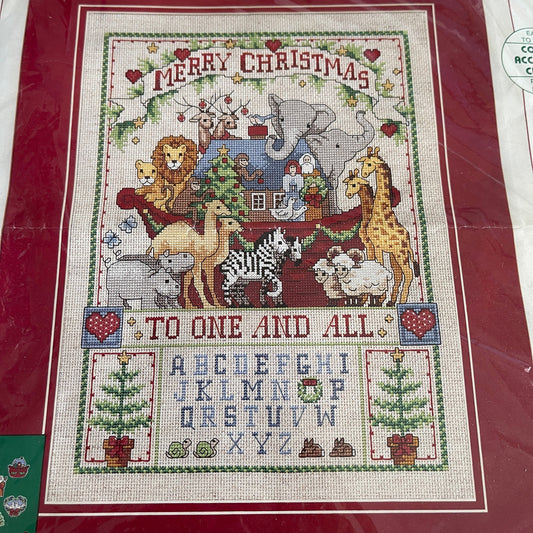 MERRY CHRISTMAS
TO ONE AND ALL
ABCDEFGHI
JKLMN P
QRSTUVW
XYZ